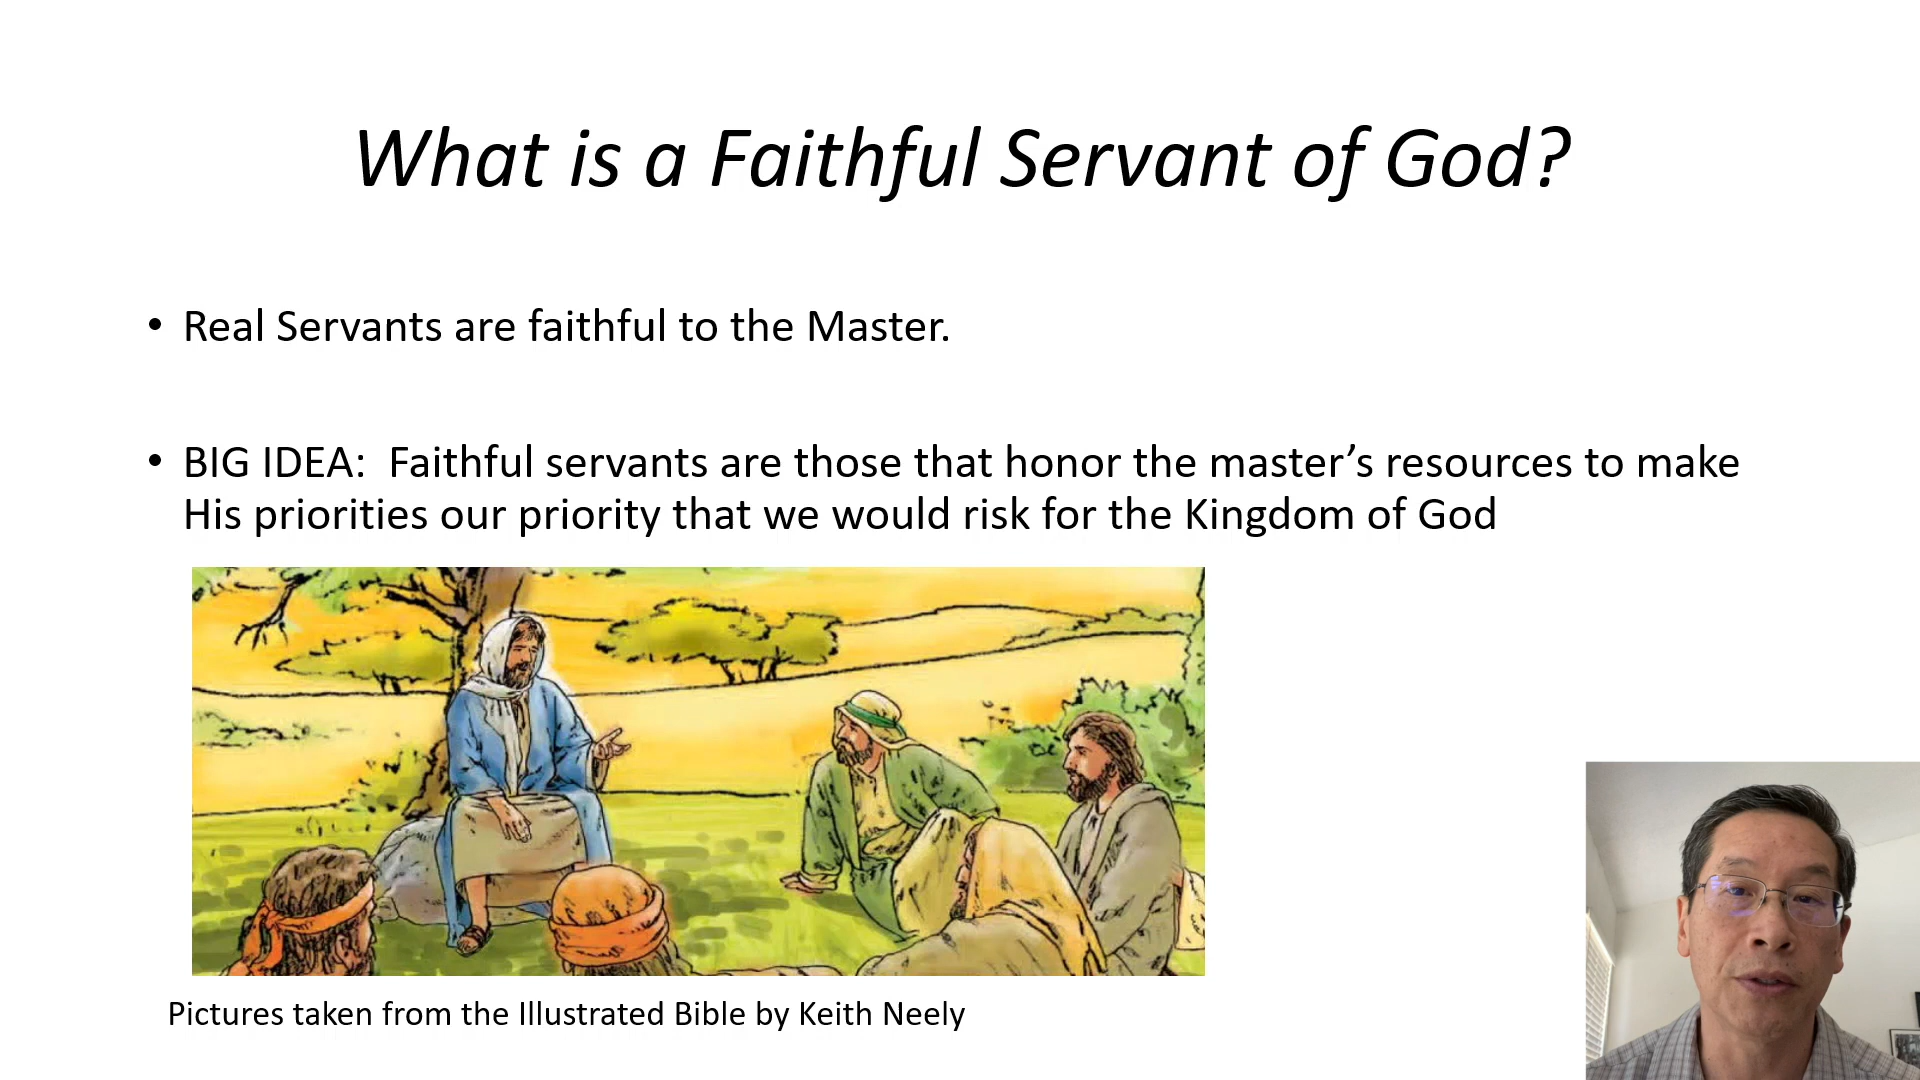 What is a Faithful Servant of God?
• Real Servants are faithful to the Master.
• BIG IDEA:  Faithful servants are those that honor the master’s resources to make
His priorities our priority that we would risk for the Kingdom of God
Pictures taken from the Illustrated Bible by Keith Neely